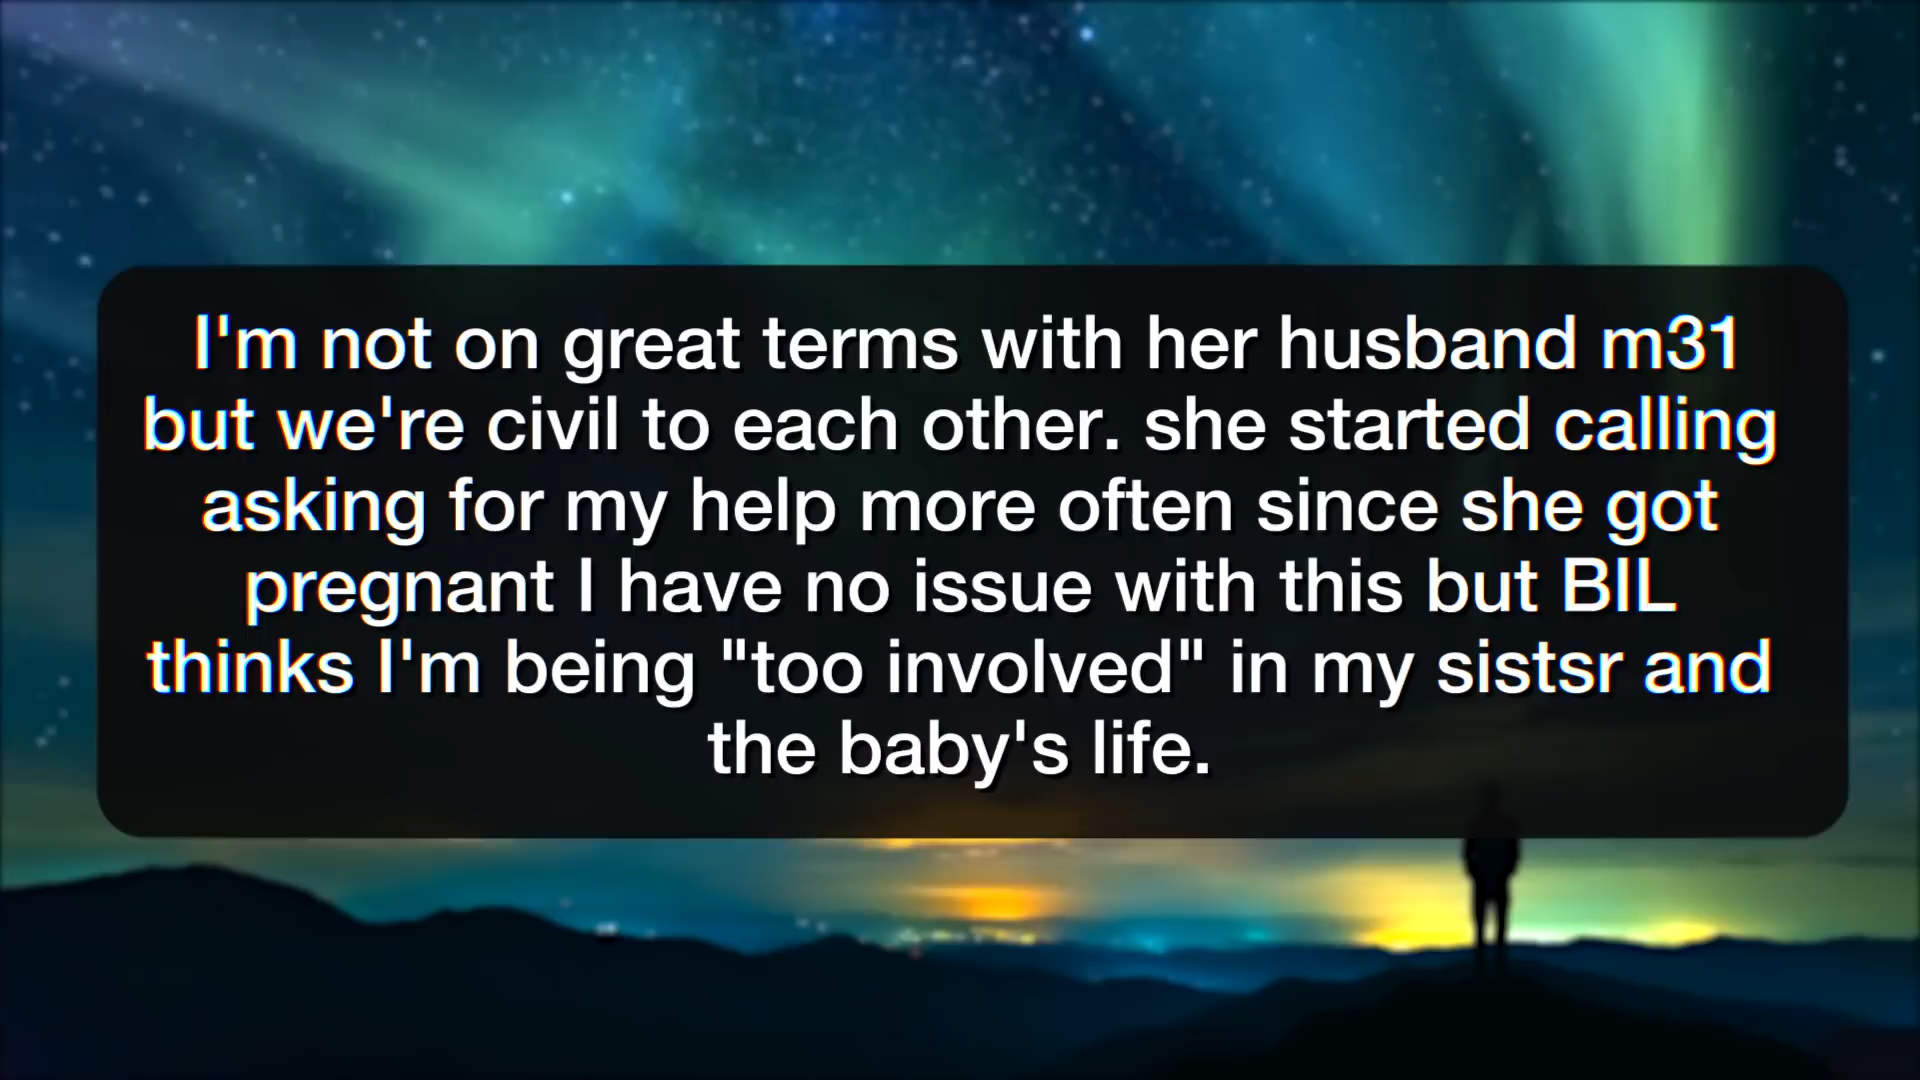 I'm not on great terms with her husband m31
but we're civil to each other. she started calling
asking for my help more often since she got
pregnant I have no issue with this but BIL
thinks I'm being "too involved" in my sistsr and
the baby's life.